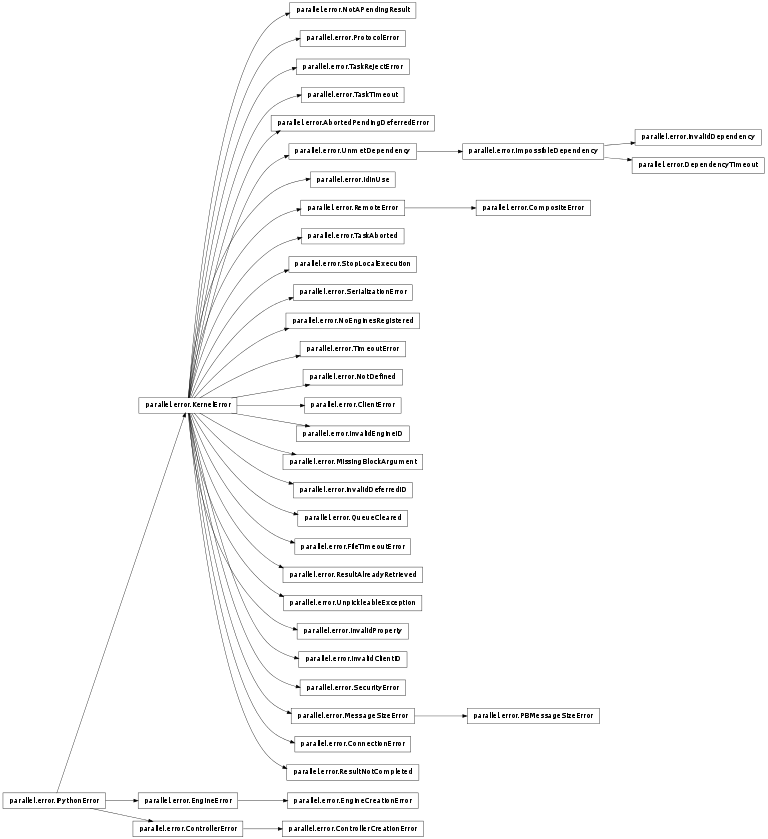 parallel.error.NotAPendingResult
parallel.error.ProtocolError
parallel.error.TaskRejectError
parallel.error.TaskTimeout
parallel.error.AbortedPendingDeferredError
parallel.error.InvalidDependency
parallel.error.UnmetDependency
parallel.error.ImpossibleDependency
parallel.error.DependencyTimeout
parallel.error.IdInUse
parallel.error.RemoteError
parallel.error.CompositeError
parallel.error.TaskAborted
parallel.error.StopLocalExecution
parallel.error.SerializationError
parallel.error.NoEnginesRegistered
parallel.error.TimeoutError
parallel.error.NotDefined
parallel.error.KernelError
parallel.error.ClientError
parallel.error.InvalidEngineID
parallel.error.MissingBlockArgument
parallel.error.InvalidDeferredID
parallel.error.QueueCleared
parallel.error.FileTimeoutError
parallel.error.ResultAlreadyRetrieved
parallel.error.UnpickleableException
parallel.error.InvalidProperty
parallel.error.InvalidClientID
parallel.error.SecurityError
parallel.error.MessageSizeError
parallel.error.PBMessageSizeError
parallel.error.ConnectionError
parallel.error.ResultNotCompleted
parallel.error.IPythonError
parallel.error.EngineError
parallel.error.EngineCreationError
parallel.error.ControllerError
parallel.error.ControllerCreationError